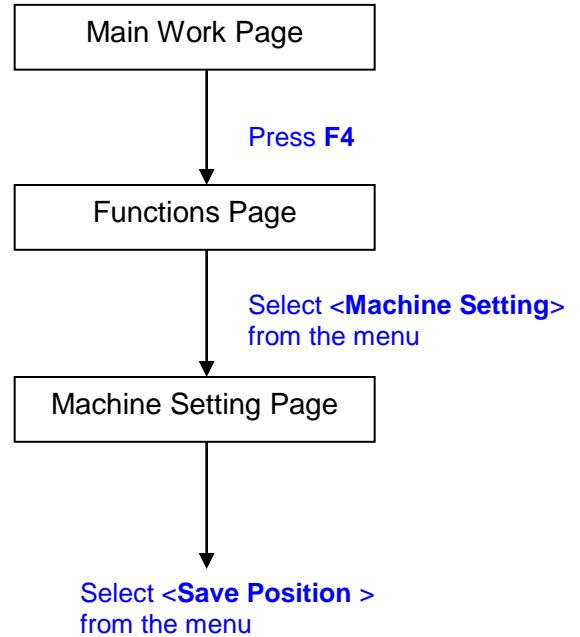 Main Work Page
Press F4
Functions Page
Select <Machine Setting>
from the menu
Machine Setting Page
Select <Save Position >
from the menu